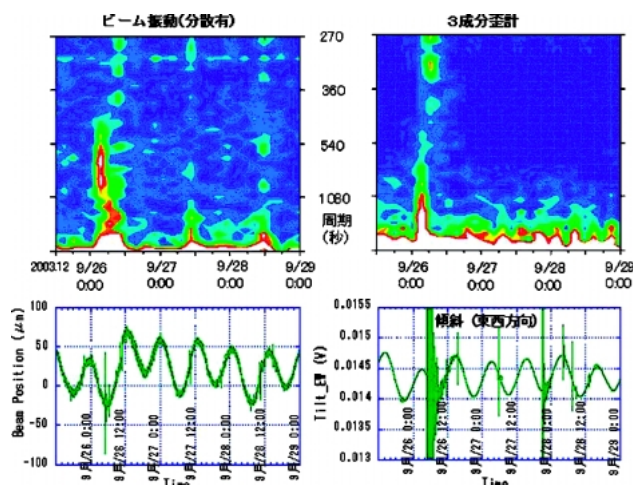 ビーム振動(分散有)
270
360
540
1080
周期
(秒)
2003.12 9/26 9/27 9/28 9/29
0:00 0:00 0:00 0:00
3成分歪計
9/26 9/27 9/28 9/29
0:00 0:00 0:00 0:00
Beam Position (μm)
100
50
0
-50
-100
9月/26 0:00
9月/26 12:00
9月/27 0:00
9月/27 12:00
9月/28 0:00
9月/28 12:00
9月/29 0:00
Time
傾斜 (東西方向)
Tilt_EW (V)
0.0155
0.015
0.0145
0.014
0.0135
0.013
9月/26 0:00
9月/26 12:00
9月/27 0:00
9月/27 12:00
9月/28 0:00
9月/28 12:00
9月/29 0:00
Time